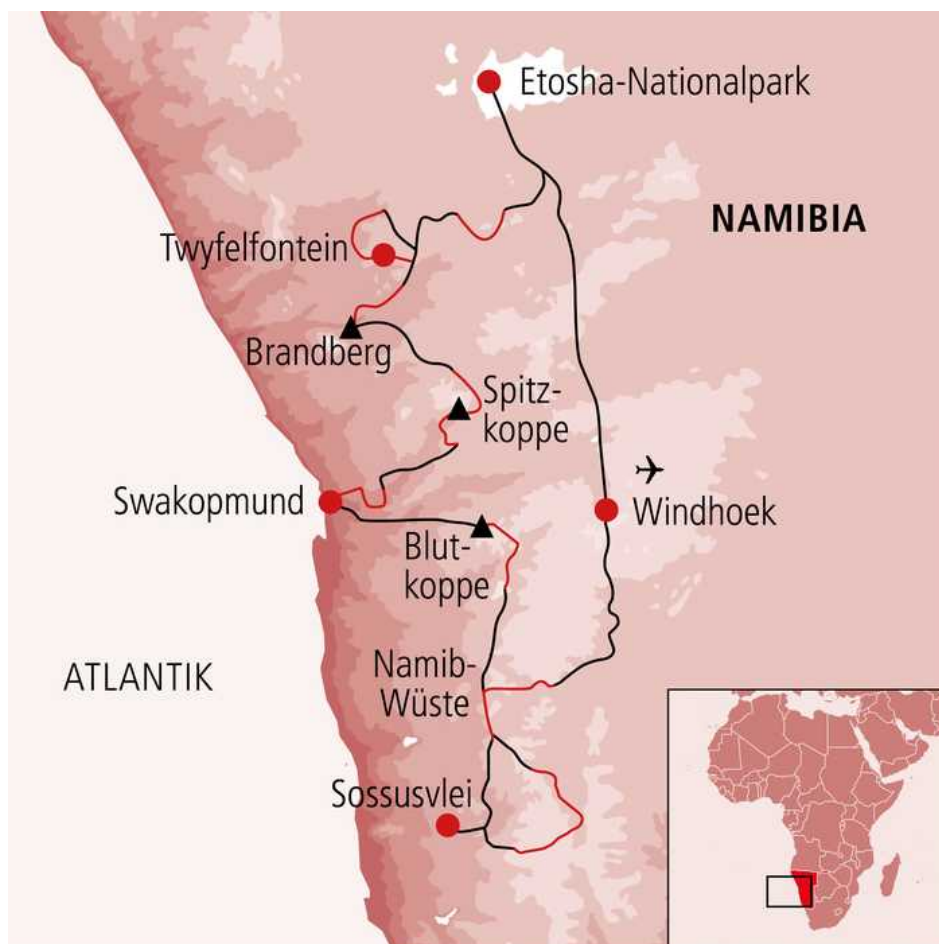 Etosha-Nationalpark
NAMIBIA
Twyfelfontein
Brandberg
Spitz-
koppe
Swakopmund
Windhoek
Blut-
koppe
ATLANTIK
Namib-
Wüste
Sossusvlei